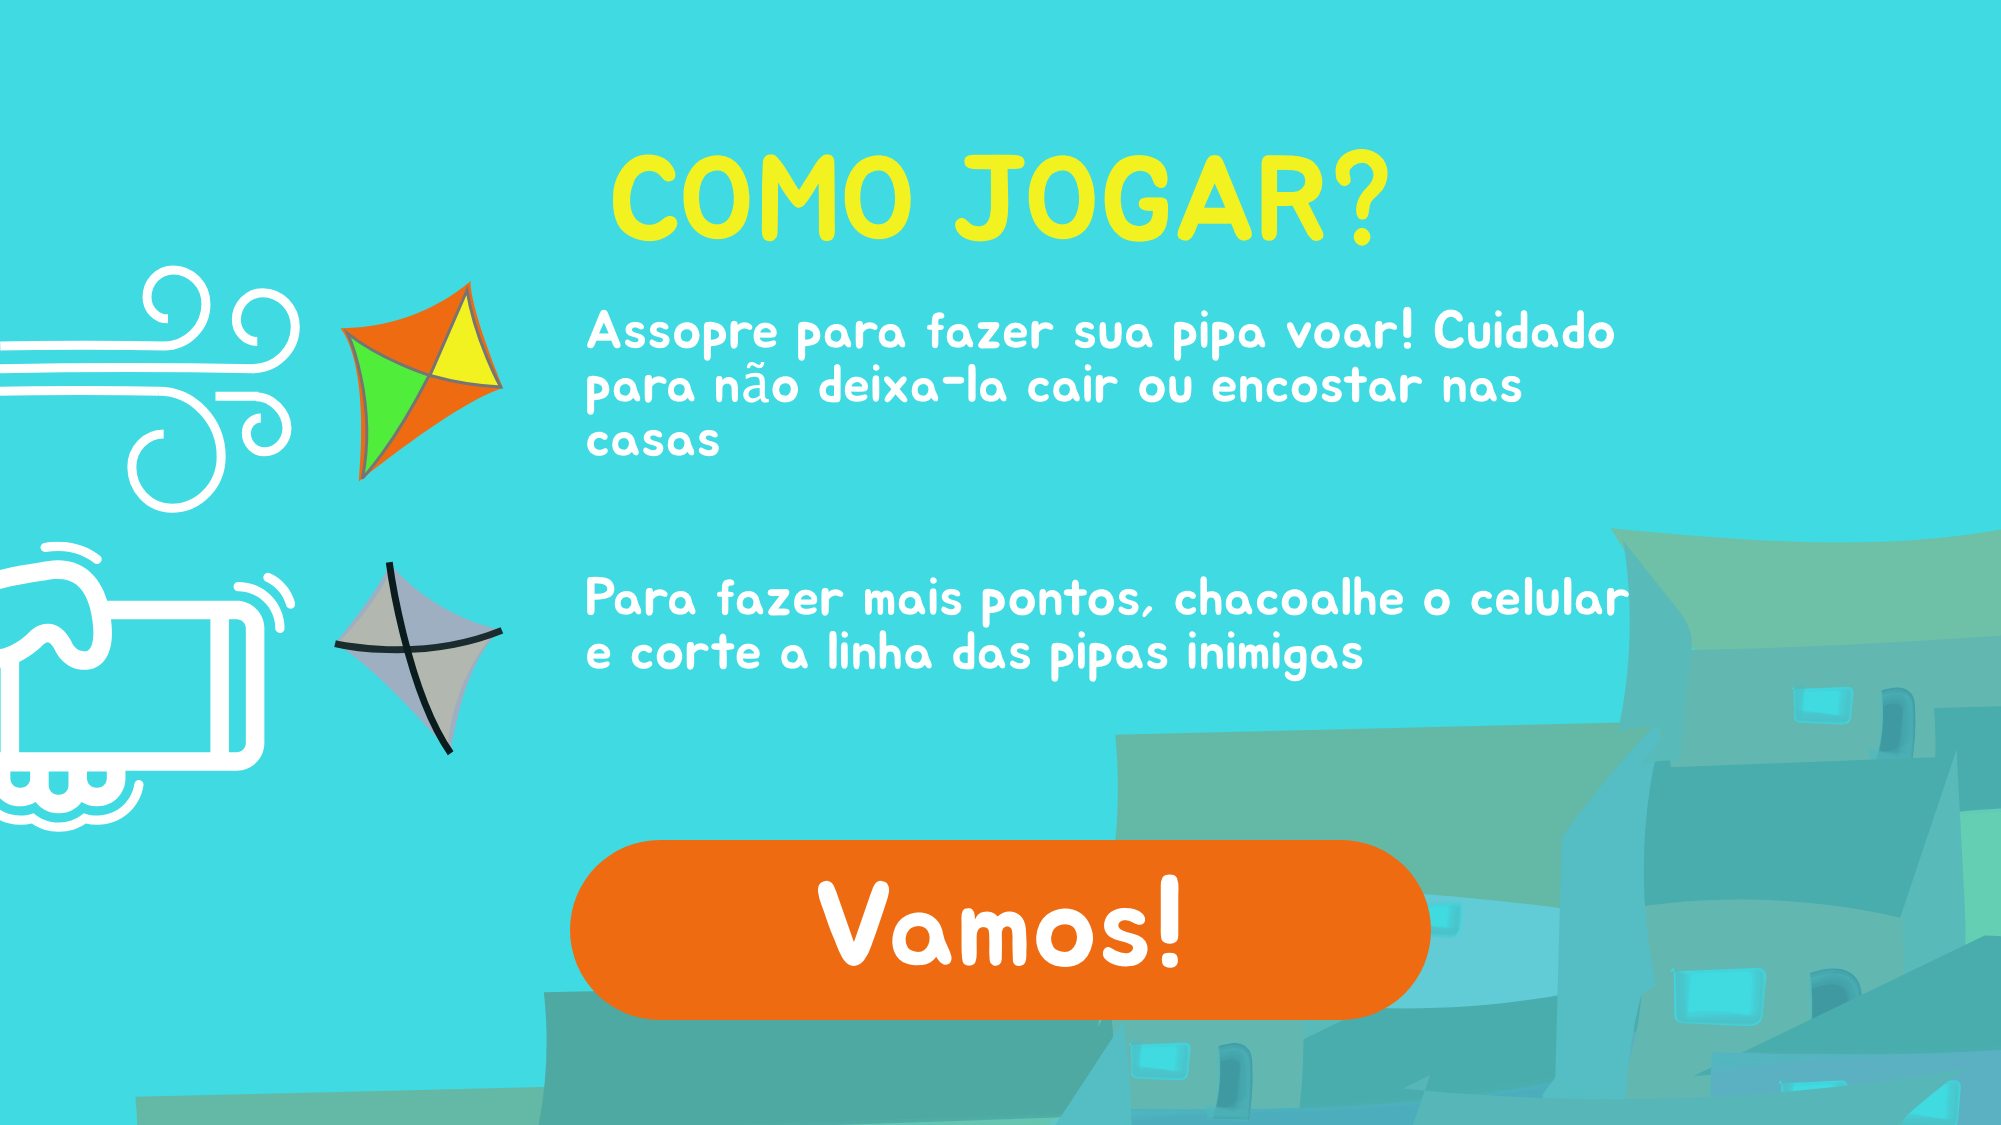 COMO JOGAR?
Assopre para fazer sua pipa voar! Cuidado
para não deixa-la cair ou encostar nas
casas
Para fazer mais pontos, chacoalhe o celular
e corte a linha das pipas inimigas
Vamos!